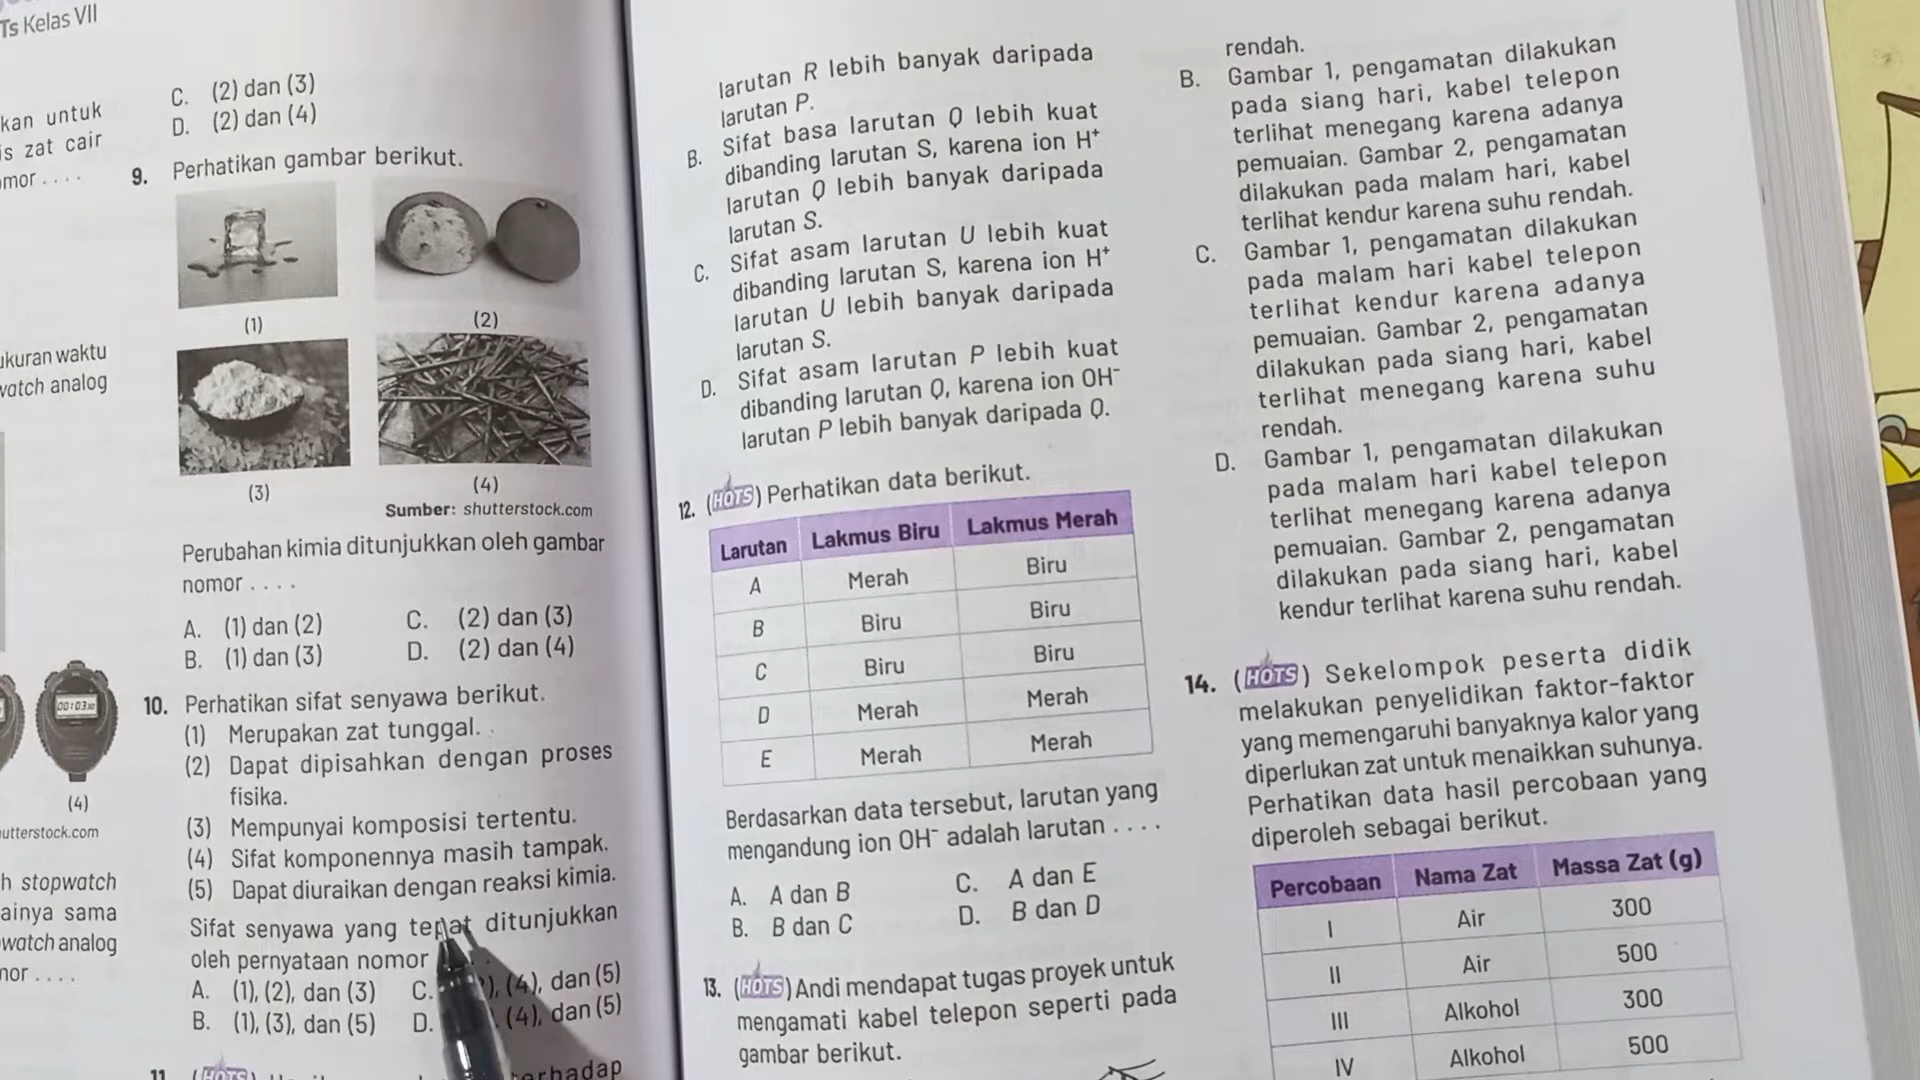 Ts Kelas VII
kan untuk
is zat cair
mor . . . .
ukuran waktu
watch analog
00:03
(4)
utterstock.com
h stopwatch
ainya sama
watch analog
nor . . . .
C. (2) dan (3)
D. (2) dan (4)
9. Perhatikan gambar berikut.
(1)
(2)
(3)
(4)
Sumber: shutterstock.com
Perubahan kimia ditunjukkan oleh gambar
nomor . . . .
A. (1) dan (2)
B. (1) dan (3)
C. (2) dan (3)
D. (2) dan (4)
10. Perhatikan sifat senyawa berikut.
(1) Merupakan zat tunggal.
(2) Dapat dipisahkan dengan proses
fisika.
(3) Mempunyai komposisi tertentu.
(4) Sifat komponennya masih tampak.
(5) Dapat diuraikan dengan reaksi kimia.
Sifat senyawa yang tepat ditunjukkan
oleh pernyataan nomor
A. (1), (2), dan (3)
B. (1), (3), dan (5)
C. (4), dan (5)
D. (4), dan (5)
11. (HOTS)
larutan R lebih banyak daripada
larutan P.
B. Sifat basa larutan Q lebih kuat
dibanding larutan S, karena ion H⁺
larutan Q lebih banyak daripada
larutan S.
C. Sifat asam larutan U lebih kuat
dibanding larutan S, karena ion H⁺
larutan U lebih banyak daripada
larutan S.
D. Sifat asam larutan P lebih kuat
dibanding larutan Q, karena ion OH⁻
larutan P lebih banyak daripada Q.
12. (HOTS) Perhatikan data berikut.
Larutan Lakmus Biru Lakmus Merah
A Merah Biru
B Biru Biru
C Biru Biru
D Merah Merah
E Merah Merah
Berdasarkan data tersebut, larutan yang
mengandung ion OH⁻ adalah larutan . . . .
A. A dan B
B. B dan C
C. A dan E
D. B dan D
13. (HOTS) Andi mendapat tugas proyek untuk
mengamati kabel telepon seperti pada
gambar berikut.
rendah.
B. Gambar 1, pengamatan dilakukan
pada siang hari, kabel telepon
terlihat menegang karena adanya
pemuaian. Gambar 2, pengamatan
dilakukan pada malam hari, kabel
terlihat kendur karena suhu rendah.
C. Gambar 1, pengamatan dilakukan
pada malam hari kabel telepon
terlihat kendur karena adanya
pemuaian. Gambar 2, pengamatan
dilakukan pada siang hari, kabel
terlihat menegang karena suhu
rendah.
D. Gambar 1, pengamatan dilakukan
pada malam hari kabel telepon
terlihat menegang karena adanya
pemuaian. Gambar 2, pengamatan
dilakukan pada siang hari, kabel
kendur terlihat karena suhu rendah.
14. (HOTS) Sekelompok peserta didik
melakukan penyelidikan faktor-faktor
yang memengaruhi banyaknya kalor yang
diperlukan zat untuk menaikkan suhunya.
Perhatikan data hasil percobaan yang
diperoleh sebagai berikut.
Percobaan Nama Zat Massa Zat (g)
I Air 300
II Air 500
III Alkohol 300
IV Alkohol 500